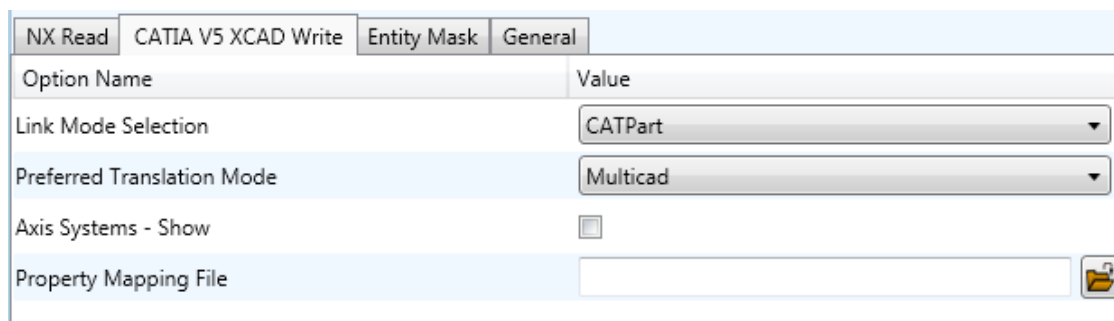 NX Read CATIA V5 XCAD Write Entity Mask General
Option Name Value
Link Mode Selection CATPart
Preferred Translation Mode Multicad
Axis Systems - Show
Property Mapping File